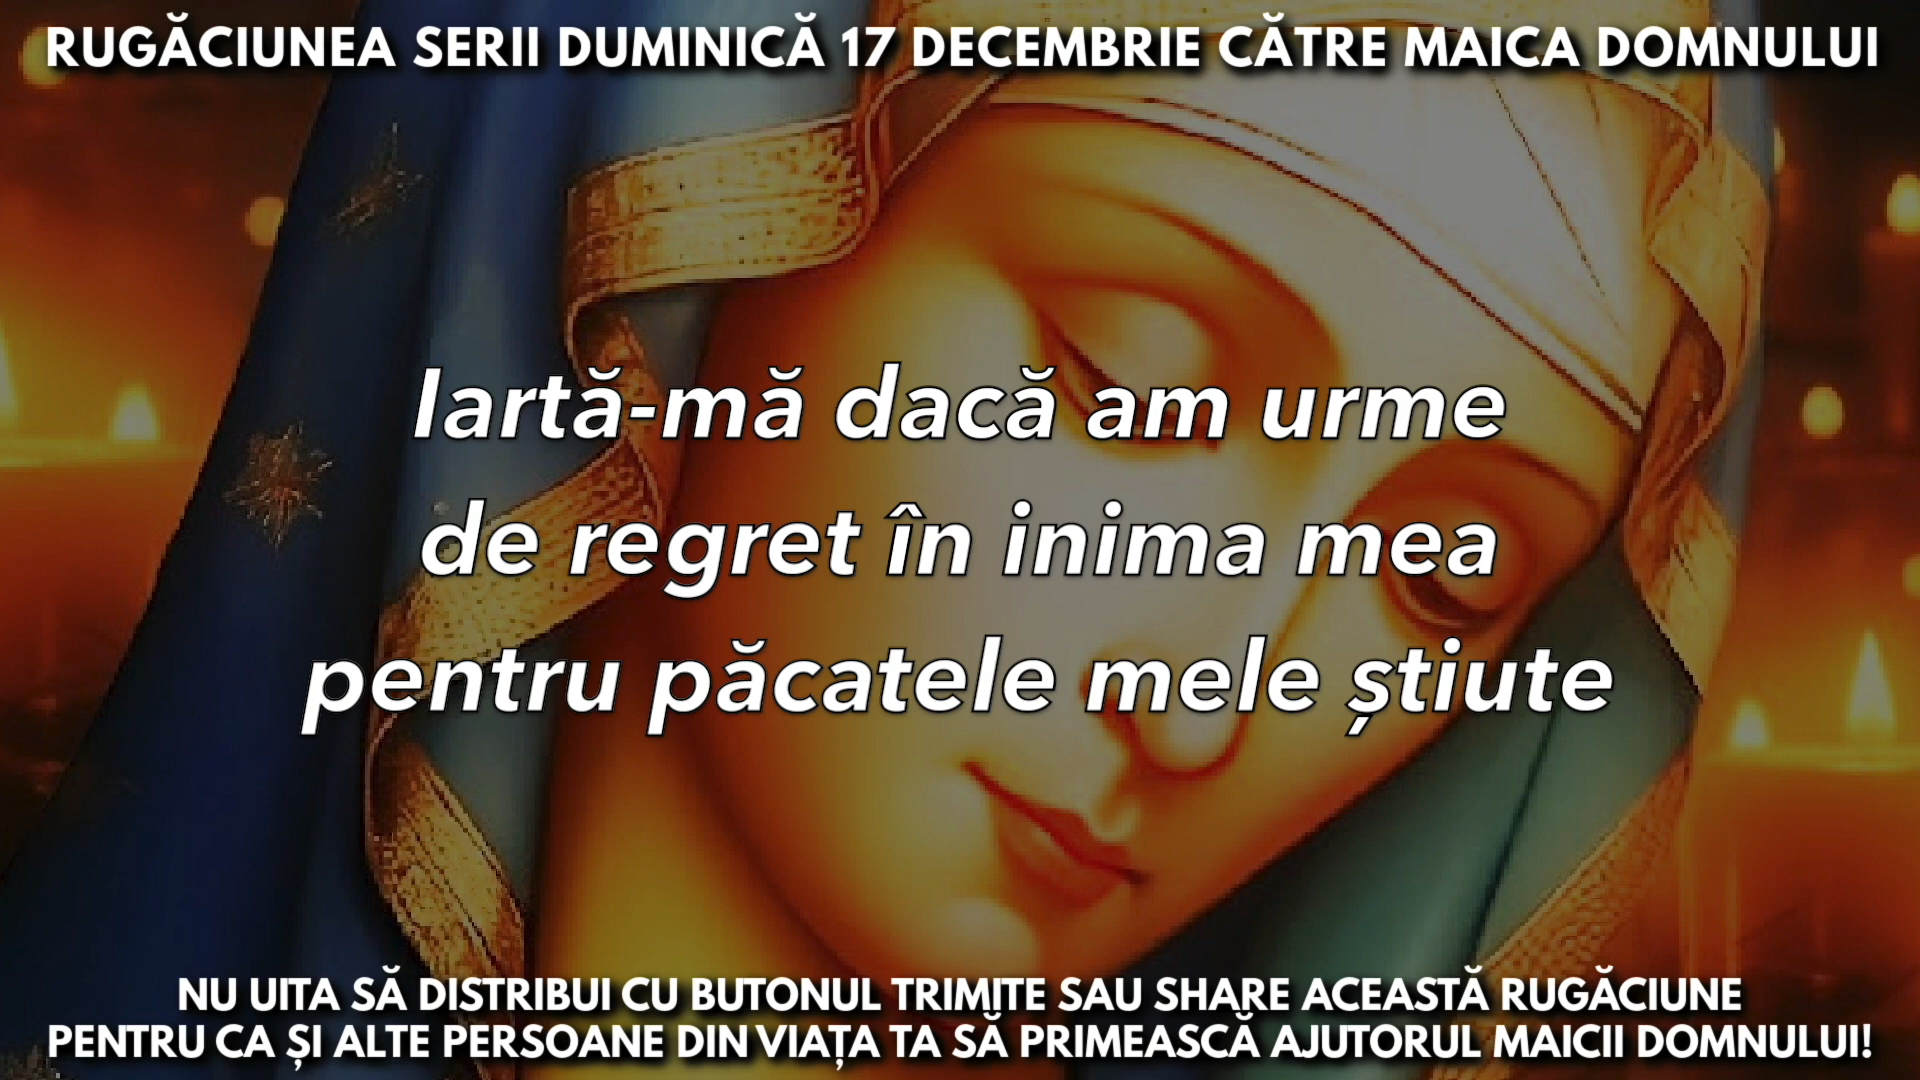 RUGĂCIUNEA SERII DUMINICĂ 17 DECEMBRIE CĂTRE MAICA DOMNULUI
Iartă-mă dacă am urme
de regret în inima mea
pentru păcatele mele știute
NU UITA SĂ DISTRIBUI CU BUTONUL TRIMITE SAU SHARE ACEASTĂ RUGĂCIUNE
PENTRU CA ȘI ALTE PERSOANE DIN VIAȚA TA SĂ PRIMEASCĂ AJUTORUL MAICII DOMNULUI!